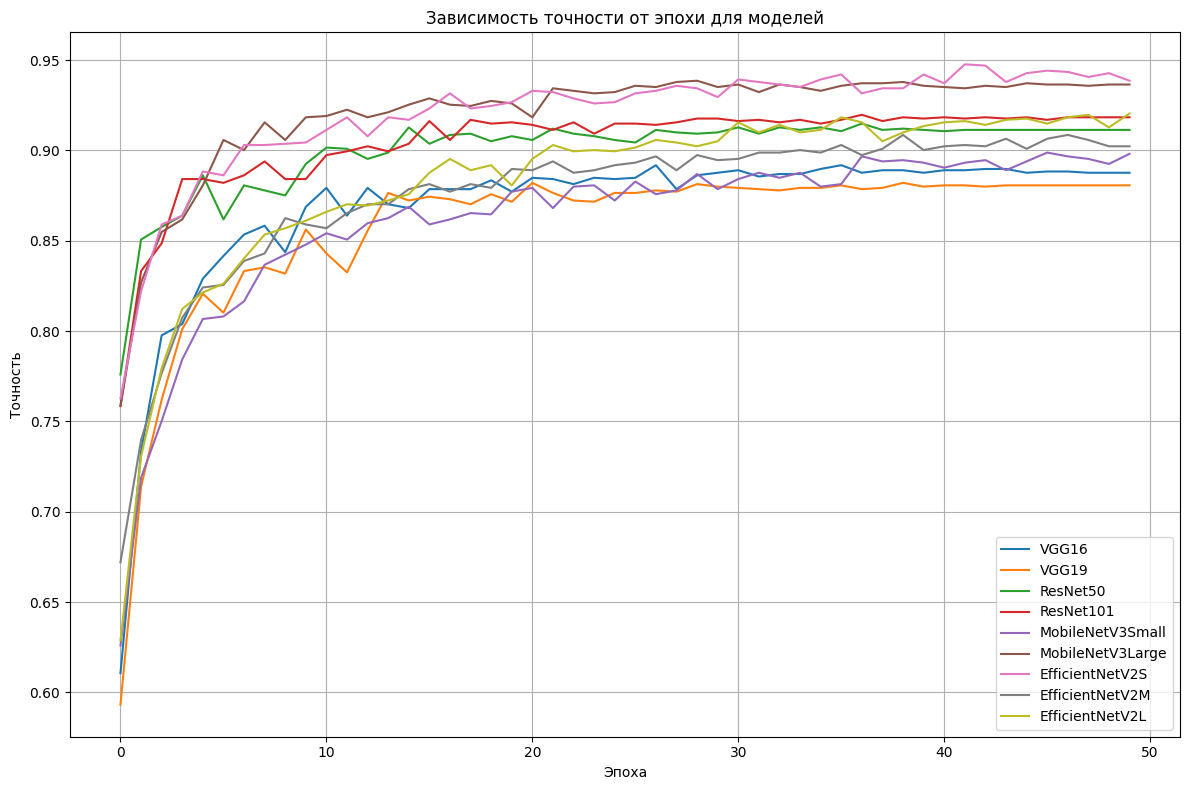 Зависимость точности от эпохи для моделей
0.95
0.90
0.85
0.80
0.75
0.70
0.65
0.60
Точность
0
10
20
30
40
50
Эпоха
VGG16
VGG19
ResNet50
ResNet101
MobileNetV3Small
MobileNetV3Large
EfficientNetV2S
EfficientNetV2M
EfficientNetV2L